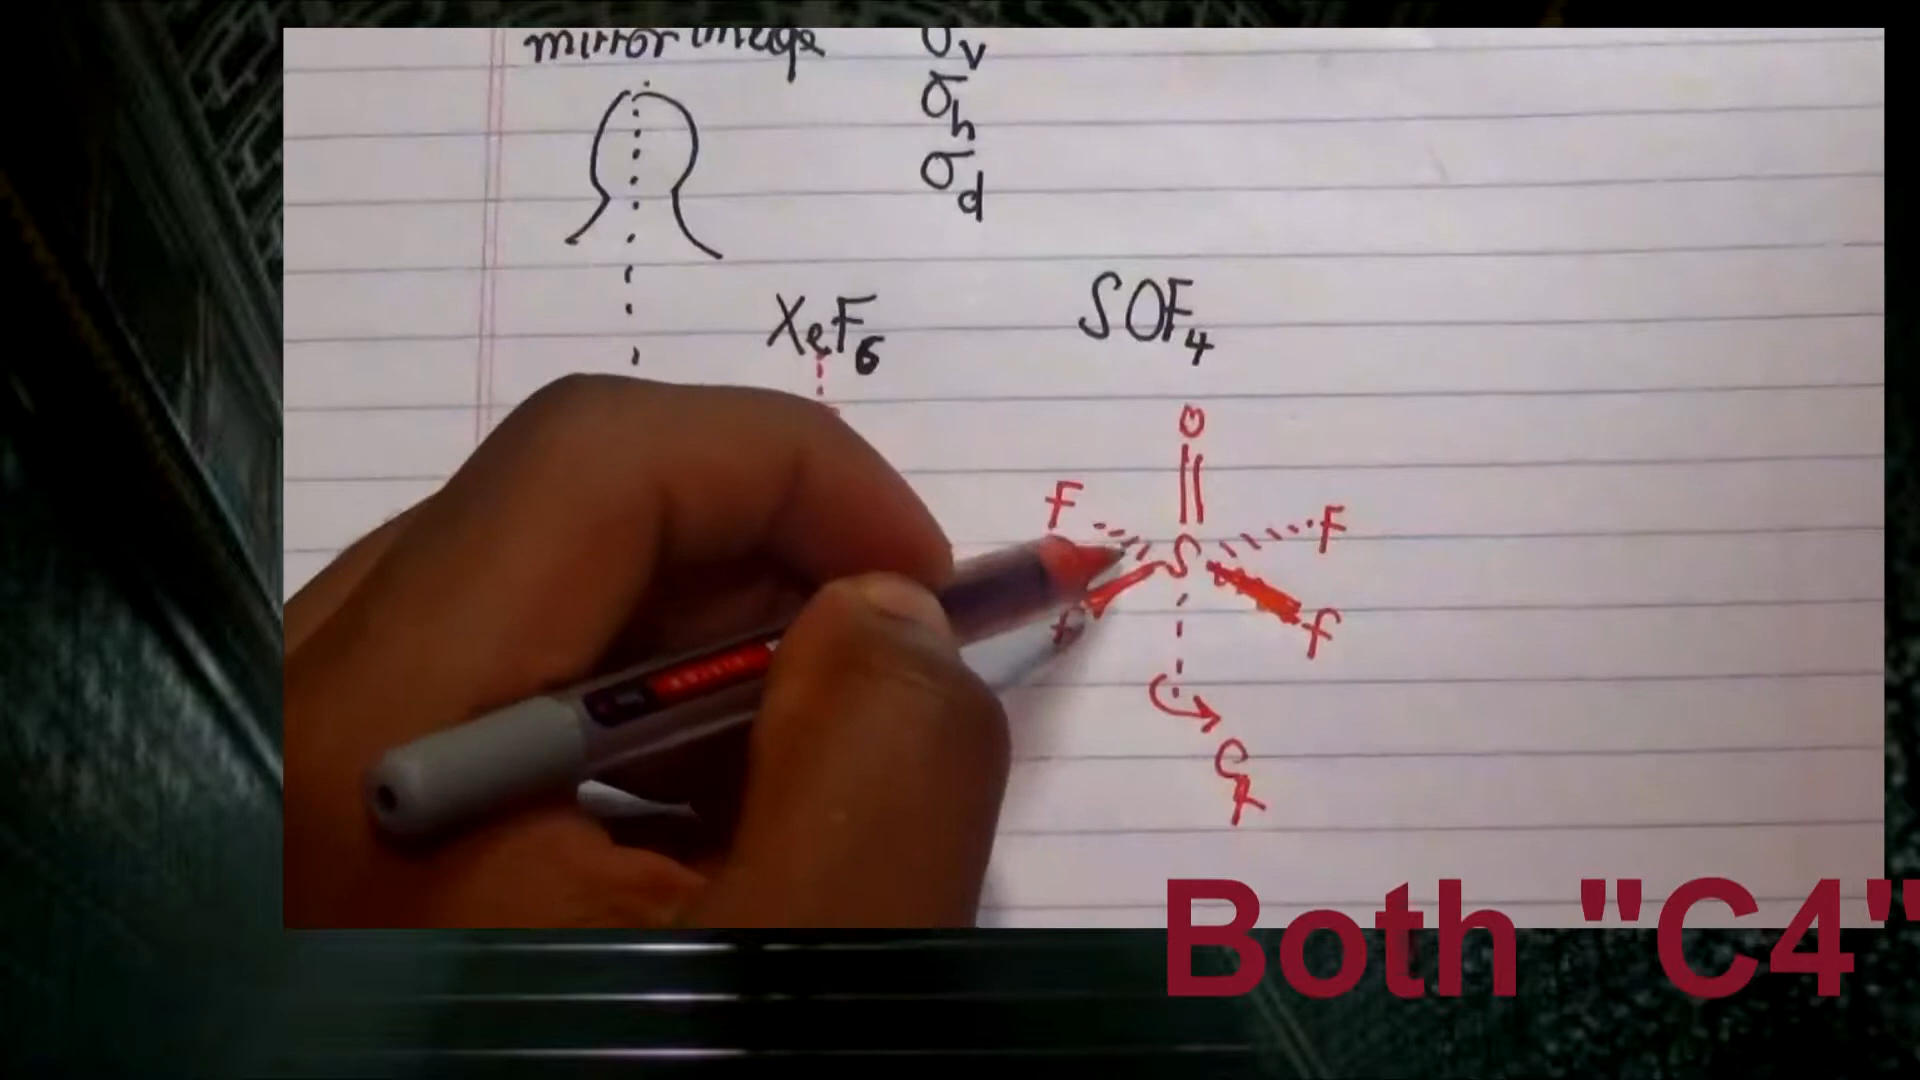 mirror image
σv
σh
σd
XeF6
SOF4
O
F
F
S
F
F
C4
Both "C4"